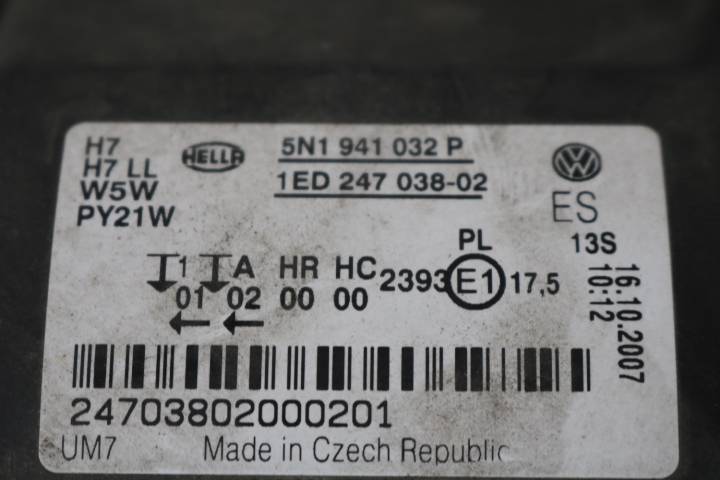 H7
H7 LL
W5W
PY21W
HELLA
5N1 941 032 P
1ED 247 038-02
ES
13S
16.10.2007
10:12
1 A HR HC
01 02 00 00
2393 E1 17,5
PL
24703802000201
UM7 Made in Czech Republic